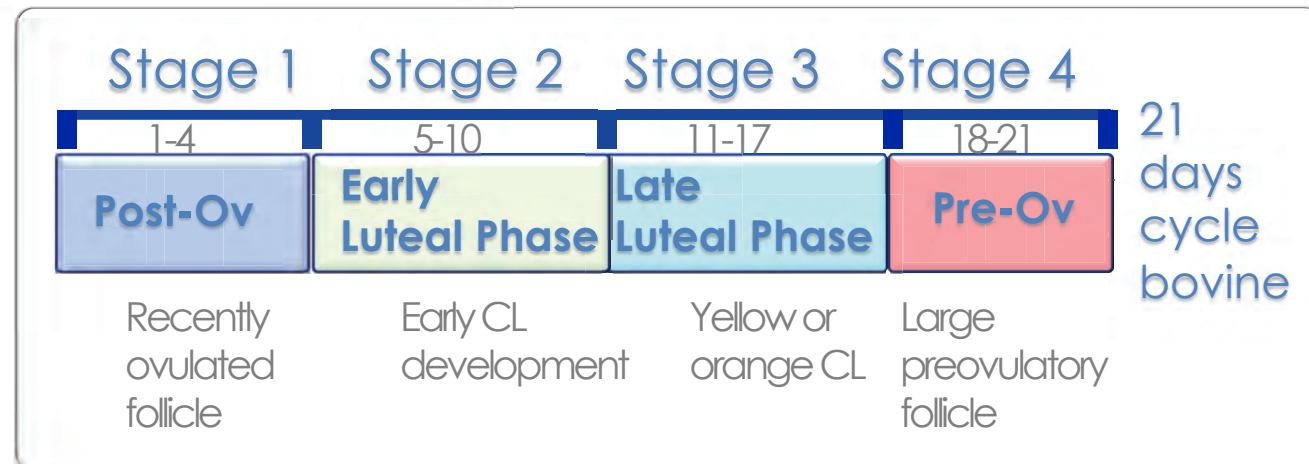 Stage 1 Stage 2 Stage 3 Stage 4
1-4 5-10 11-17 18-21
Post-Ov
Early
Luteal Phase
Late
Luteal Phase
Pre-Ov
21
days
cycle
bovine
Recently
ovulated
follicle
Early CL
development
Yellow or
orange CL
Large
preovulatory
follicle